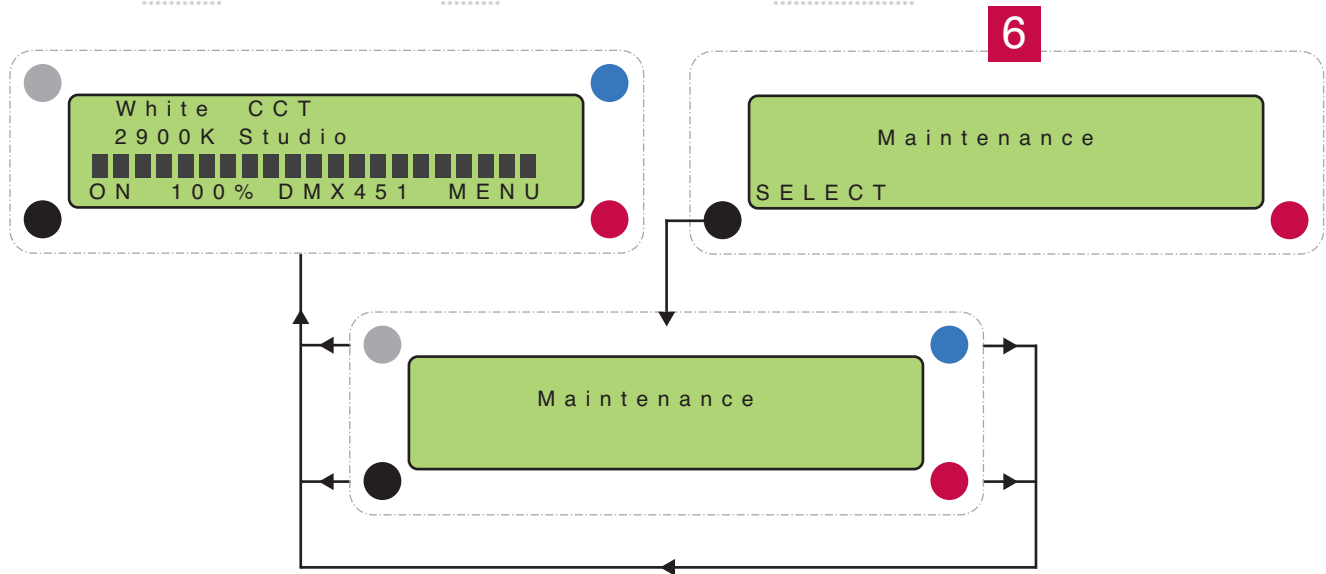 6
White CCT
2900K Studio
ON 100% DMX451 MENU
Maintenance
SELECT
Maintenance